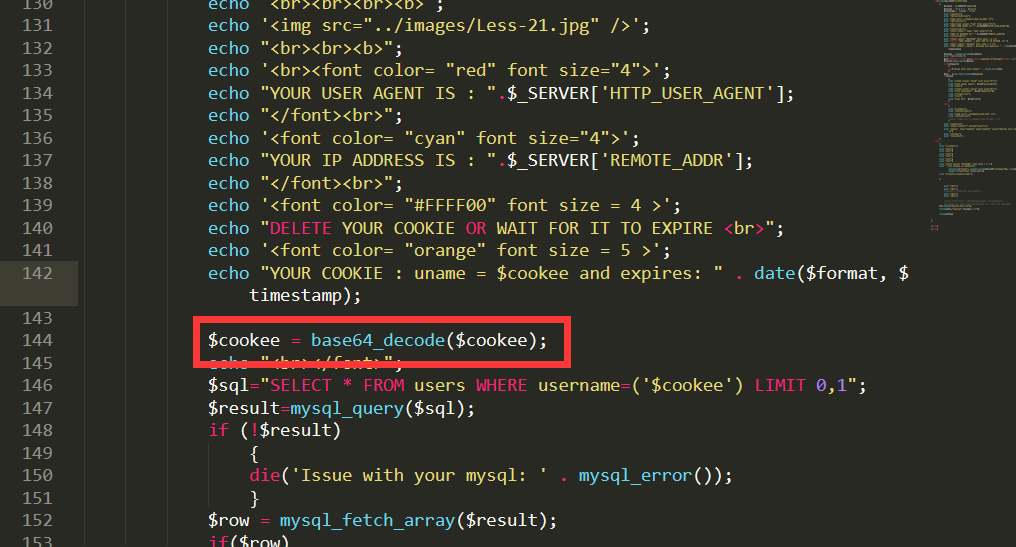 130 echo '<br><br><br><b>';
131 echo '<img src="../images/Less-21.jpg" />';
132 echo "<br><br><b>";
133 echo '<br><font color= "red" font size="4">';
134 echo "YOUR USER AGENT IS : ".$_SERVER['HTTP_USER_AGENT'];
135 echo "</font><br>";
136 echo '<font color= "cyan" font size="4">';
137 echo "YOUR IP ADDRESS IS : ".$_SERVER['REMOTE_ADDR'];
138 echo "</font><br>";
139 echo '<font color= "#FFFF00" font size = 4 >';
140 echo "DELETE YOUR COOKIE OR WAIT FOR IT TO EXPIRE <br>";
141 echo '<font color= "orange" font size = 5 >';
142 echo "YOUR COOKIE : uname = $cookee and expires: " . date($format, $
timestamp);
143
144 $cookee = base64_decode($cookee);
145 echo "<br></font>";
146 $sql="SELECT * FROM users WHERE username=('$cookee') LIMIT 0,1";
147 $result=mysql_query($sql);
148 if (!$result)
149 {
150 die('Issue with your mysql: ' . mysql_error());
151 }
152 $row = mysql_fetch_array($result);
153 if($row)